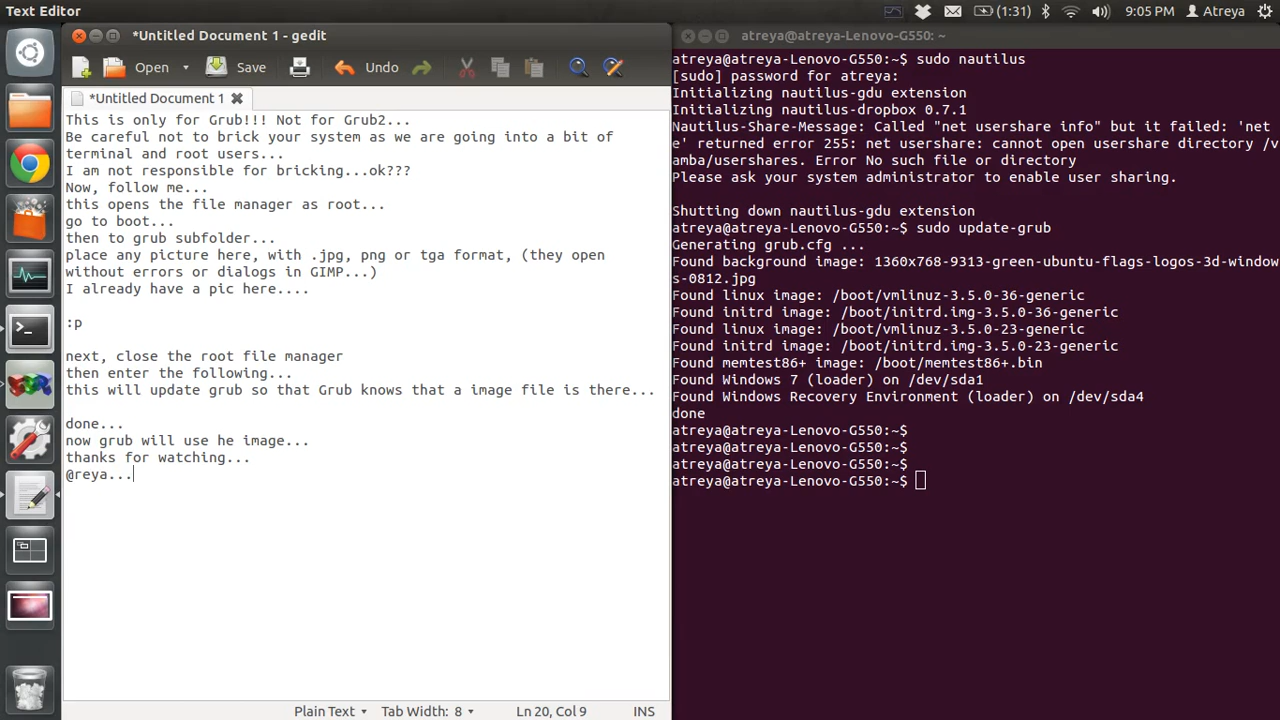 Text Editor
(1:31)
9:05 PM
Atreya
*Untitled Document 1 - gedit
Open
Save
Undo
*Untitled Document 1
This is only for Grub!!! Not for Grub2...
Be careful not to brick your system as we are going into a bit of
terminal and root users...
I am not responsible for bricking...ok???
Now, follow me...
this opens the file manager as root...
go to boot...
then to grub subfolder...
place any picture here, with .jpg, png or tga format, (they open
without errors or dialogs in GIMP...)
I already have a pic here....
:p
next, close the root file manager
then enter the following...
this will update grub so that Grub knows that a image file is there...
done...
now grub will use he image...
thanks for watching...
@reya...
Plain Text
Tab Width: 8
Ln 20, Col 9
INS
atreya@atreya-Lenovo-G550: ~
atreya@atreya-Lenovo-G550:~$ sudo nautilus
[sudo] password for atreya:
Initializing nautilus-gdu extension
Initializing nautilus-dropbox 0.7.1
Nautilus-Share-Message: Called "net usershare info" but it failed: 'net
e' returned error 255: net usershare: cannot open usershare directory /v
amba/usershares. Error No such file or directory
Please ask your system administrator to enable user sharing.
Shutting down nautilus-gdu extension
atreya@atreya-Lenovo-G550:~$ sudo update-grub
Generating grub.cfg ...
Found background image: 1360x768-9313-green-ubuntu-flags-logos-3d-window
s-0812.jpg
Found linux image: /boot/vmlinuz-3.5.0-36-generic
Found initrd image: /boot/initrd.img-3.5.0-36-generic
Found linux image: /boot/vmlinuz-3.5.0-23-generic
Found initrd image: /boot/initrd.img-3.5.0-23-generic
Found memtest86+ image: /boot/memtest86+.bin
Found Windows 7 (loader) on /dev/sda1
Found Windows Recovery Environment (loader) on /dev/sda4
done
atreya@atreya-Lenovo-G550:~$
atreya@atreya-Lenovo-G550:~$
atreya@atreya-Lenovo-G550:~$
atreya@atreya-Lenovo-G550:~$